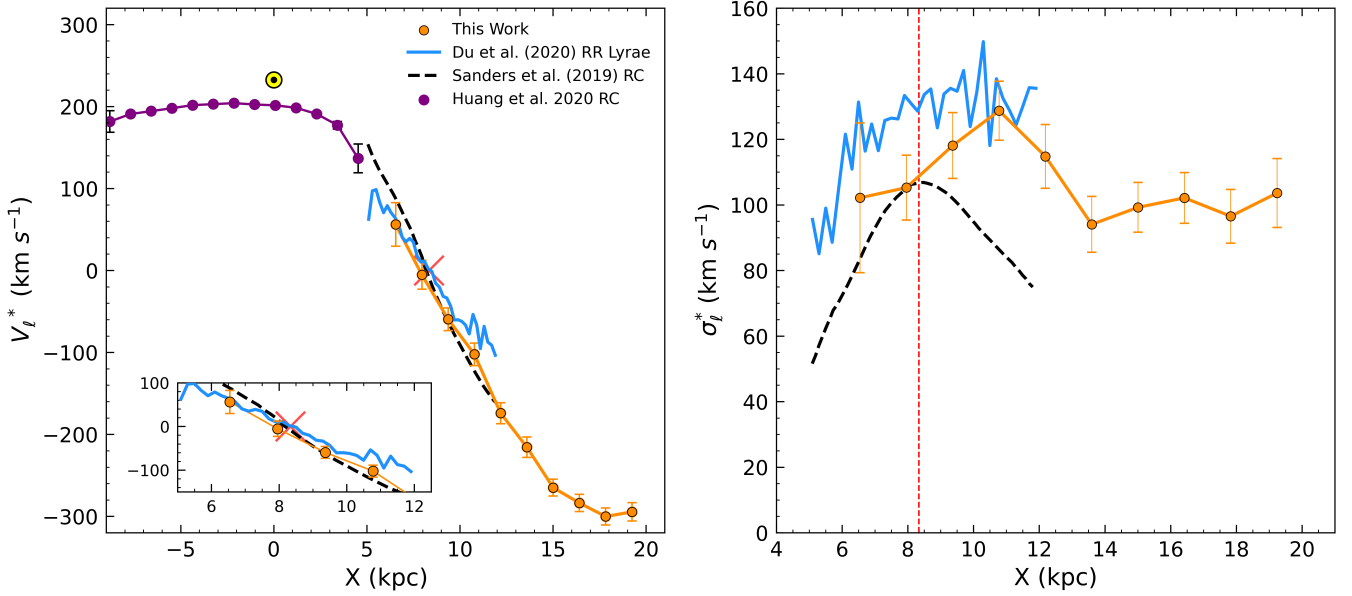 This Work
Du et al. (2020) RR Lyrae
Sanders et al. (2019) RC
Huang et al. 2020 RC
300
200
100
0
−100
−200
−300
V_ℓ* (km s⁻¹)
100
0
−100
6 8 10 12
−5 0 5 10 15 20
X (kpc)
160
140
120
100
80
60
40
20
0
σ_ℓ* (km s⁻¹)
4 6 8 10 12 14 16 18 20
X (kpc)